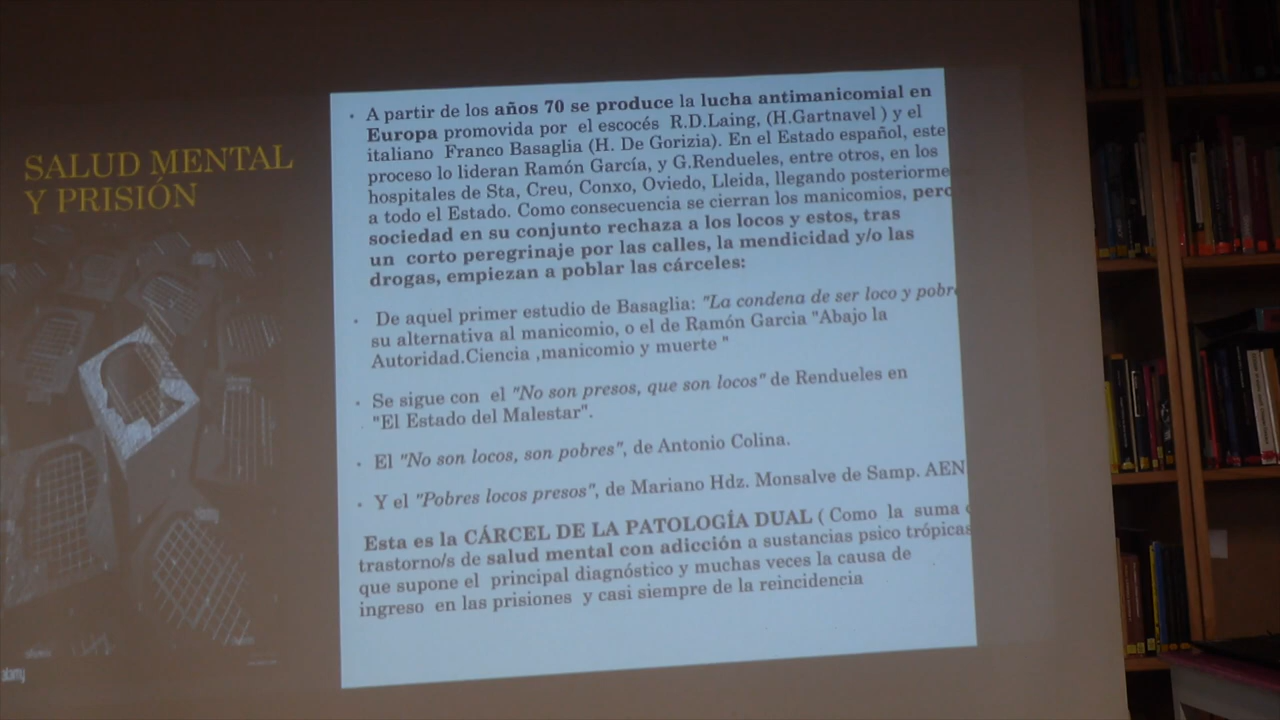 SALUD MENTAL
Y PRISIÓN
• A partir de los años 70 se produce la lucha antimanicomial en
Europa promovida por el escocés R.D.Laing, (H.Gartnavel ) y el
italiano Franco Basaglia (H. De Gorizia). En el Estado español, este
proceso lo lideran Ramón García, y G.Rendueles, entre otros, en los
hospitales de Sta, Creu, Conxo, Oviedo, Lleida, llegando posteriorme
a todo el Estado. Como consecuencia se cierran los manicomios, pero
sociedad en su conjunto rechaza a los locos y estos, tras
un corto peregrinaje por las calles, la mendicidad y/o las
drogas, empiezan a poblar las cárceles:
• De aquel primer estudio de Basaglia: "La condena de ser loco y pobre
su alternativa al manicomio, o el de Ramón Garcia "Abajo la
Autoridad.Ciencia ,manicomio y muerte "
• Se sigue con el "No son presos, que son locos" de Rendueles en
"El Estado del Malestar".
• El "No son locos, son pobres", de Antonio Colina.
• Y el "Pobres locos presos", de Mariano Hdz. Monsalve de Samp. AEN
Esta es la CÁRCEL DE LA PATOLOGÍA DUAL ( Como la suma
trastorno/s de salud mental con adicción a sustancias psico trópicas
que supone el principal diagnóstico y muchas veces la causa de
ingreso en las prisiones y casi siempre de la reincidencia
alamy